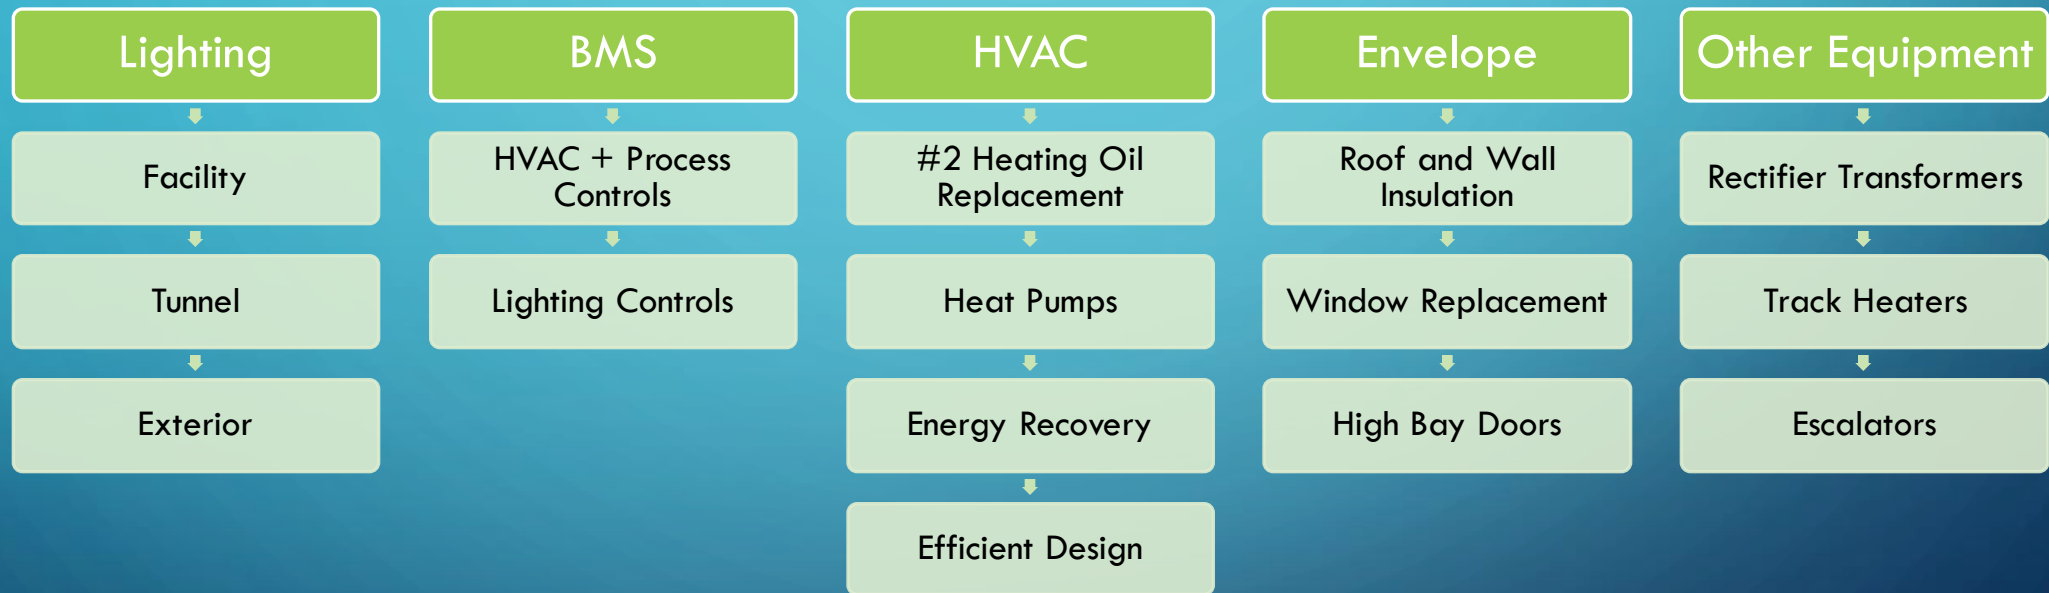 Lighting
Facility
Tunnel
Exterior
BMS
HVAC + Process
Controls
Lighting Controls
HVAC
#2 Heating Oil
Replacement
Heat Pumps
Energy Recovery
Efficient Design
Envelope
Roof and Wall
Insulation
Window Replacement
High Bay Doors
Other Equipment
Rectifier Transformers
Track Heaters
Escalators